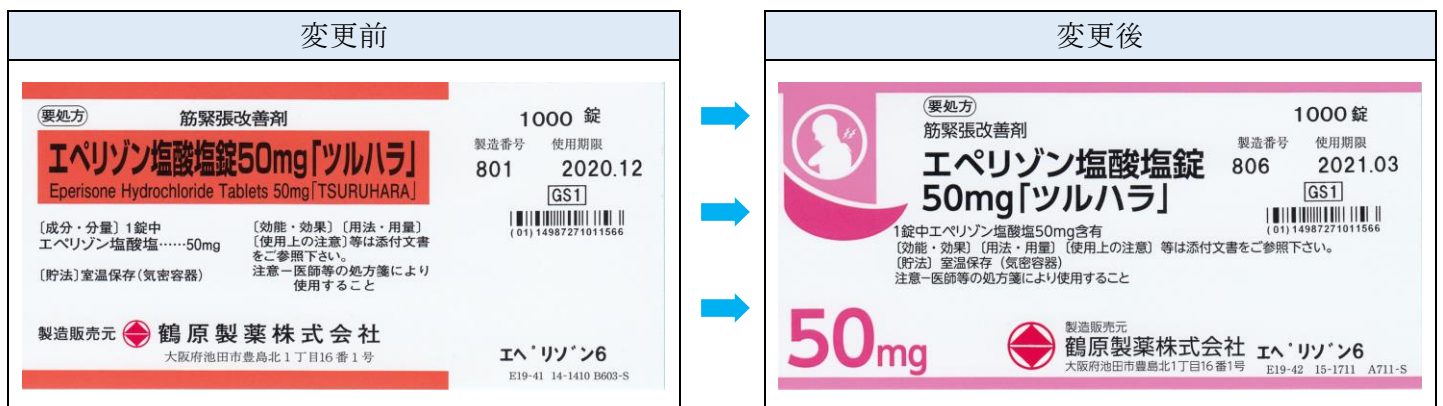 変更前
要処方
筋緊張改善剤
エペリゾン塩酸塩錠50mg「ツルハラ」
Eperisone Hydrochloride Tablets 50mg「TSURUHARA」
1000 錠
製造番号 使用期限
801 2020.12
GS1
(01)14987271011566
〔成分・分量〕1錠中
エペリゾン塩酸塩……50mg
〔貯法〕室温保存(気密容器)
〔効能・効果〕〔用法・用量〕
〔使用上の注意〕等は添付文書
をご参照下さい。
注意-医師等の処方箋により
使用すること
製造販売元 鶴原製薬株式会社
大阪府池田市豊島北1丁目16番1号
エペリゾン6
E19-41 14-1410 B603-S
変更後
要処方
筋緊張改善剤
エペリゾン塩酸塩錠
50mg「ツルハラ」
1000錠
製造番号 使用期限
806 2021.03
GS1
(01)14987271011566
1錠中エペリゾン塩酸塩50mg含有
〔効能・効果〕〔用法・用量〕〔使用上の注意〕等は添付文書をご参照下さい。
〔貯法〕室温保存(気密容器)
注意-医師等の処方箋により使用すること
50mg
製造販売元
鶴原製薬株式会社
大阪府池田市豊島北1丁目16番1号
エペリゾン6
E19-42 15-1711 A711-S